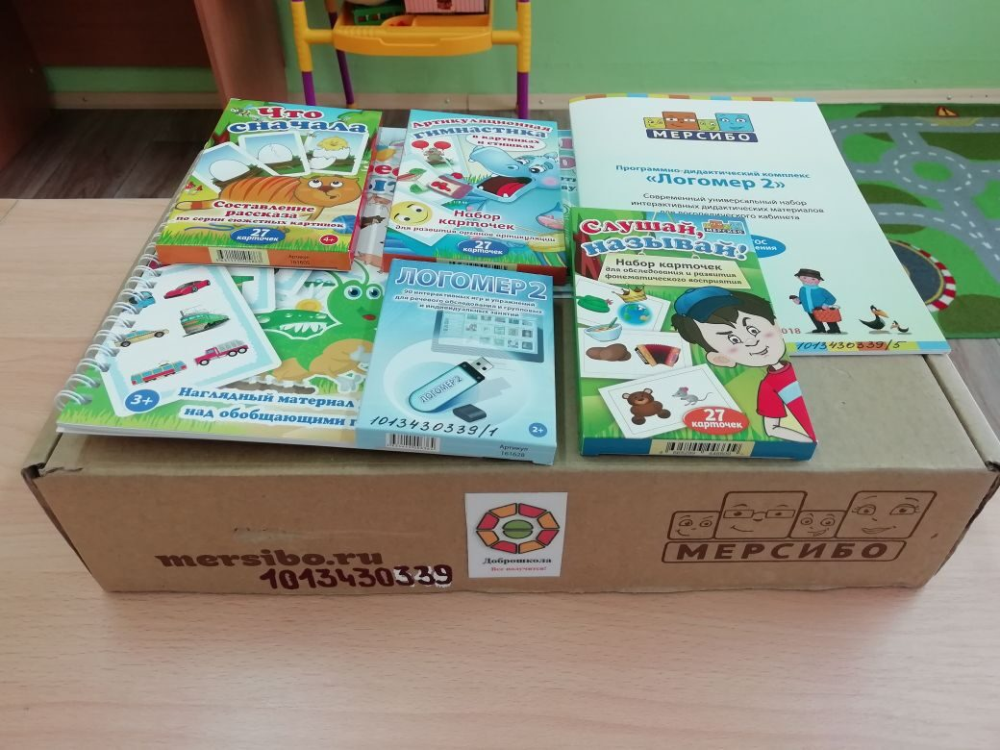 Что
сначала
Составление
рассказа
по серии сюжетных картинок
27
карточек
4+
Артикул
161605
Артикуляционная
гимнастика
в картинках
и стишках
Набор
карточек
для развития органов артикуляции
27
карточек
МЕРСИБО
Программно-дидактический комплекс
«Логомер 2»
Современный универсальный набор
интерактивных дидактических материалов
для логопедического кабинета
2018
1013430339/5
Слушай,
называй!
МЕРСИБО
Набор карточек
для обследования и развития
фонематического восприятия
27
карточек
ЛОГОМЕР 2
90 интерактивных игр и упражнений
для речевого обследования и групповых
и индивидуальных занятий
ЛОГОМЕР 2
1013430339/1
2+
Артикул
161628
3+
Наглядный материал
над обобщающими
mersibo.ru
1013430339
Доброшкола
Все получится!
МЕРСИБО